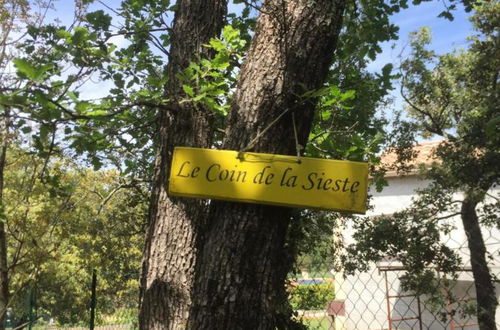 Le Coin de la Sieste